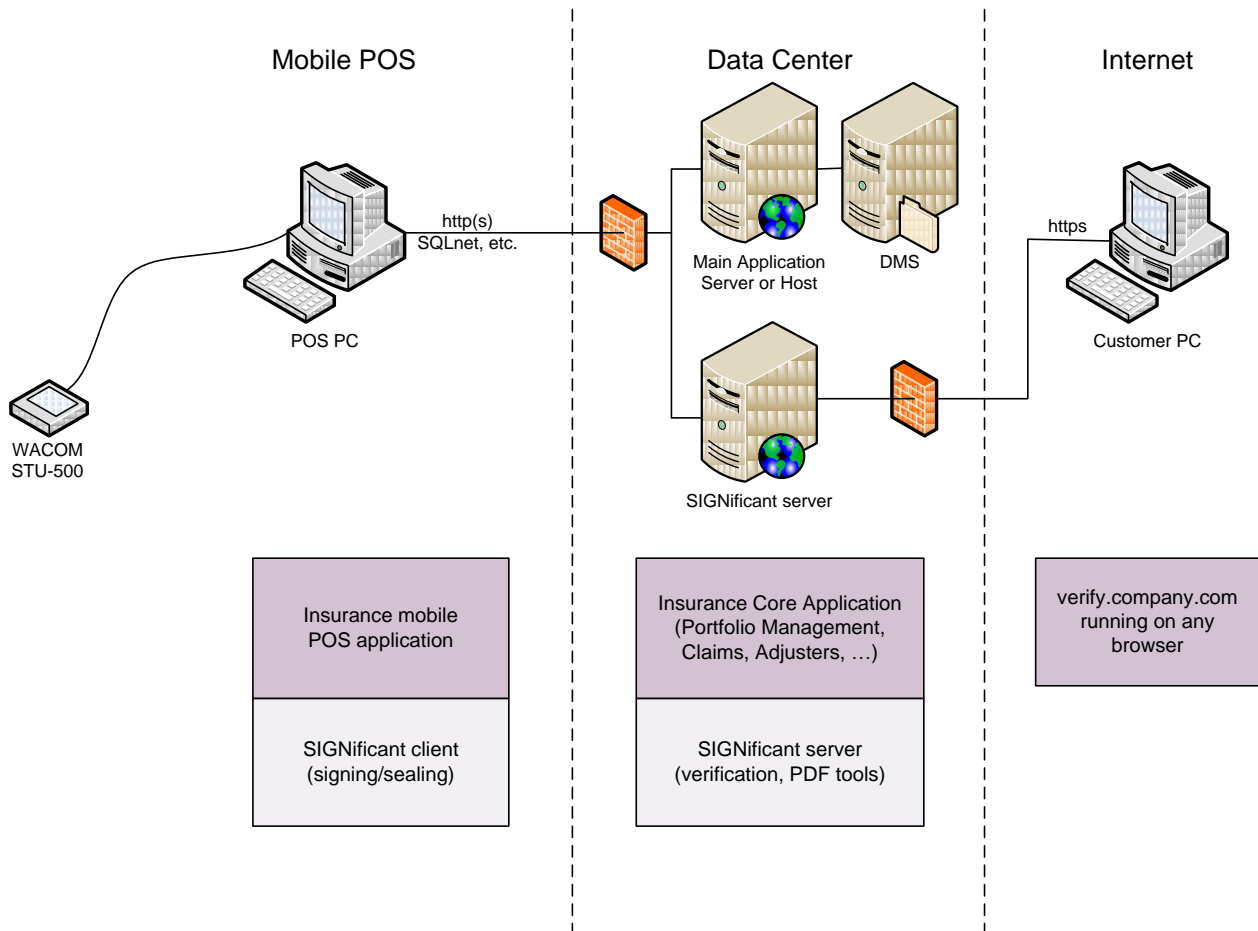 Mobile POS
Data Center
Internet
http(s)
SQLnet, etc.
https
Main Application
Server or Host
DMS
POS PC
Customer PC
WACOM
STU-500
SIGNificant server
Insurance mobile
POS application
SIGNificant client
(signing/sealing)
Insurance Core Application
(Portfolio Management,
Claims, Adjusters, …)
SIGNificant server
(verification, PDF tools)
verify.company.com
running on any
browser